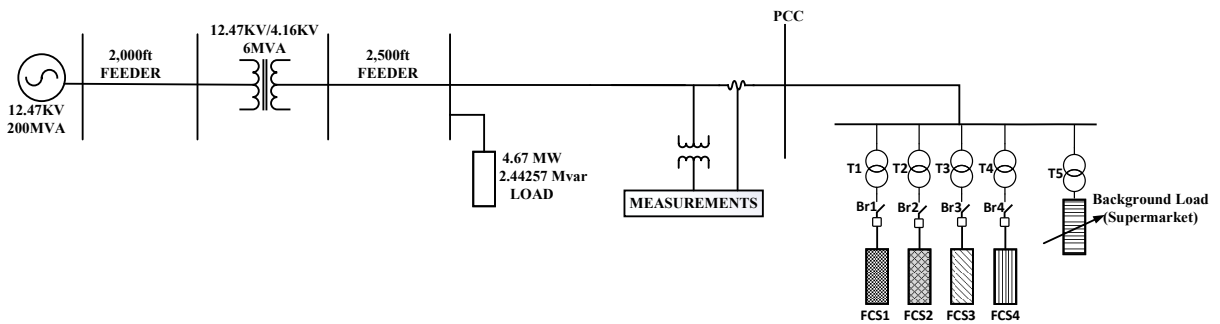 12.47KV/4.16KV
6MVA
PCC
2,000ft
FEEDER
2,500ft
FEEDER
12.47KV
200MVA
4.67 MW
2.44257 Mvar
LOAD
MEASUREMENTS
T1
T2
T3
T4
T5
Br1
Br2
Br3
Br4
Background Load
(Supermarket)
FCS1
FCS2
FCS3
FCS4